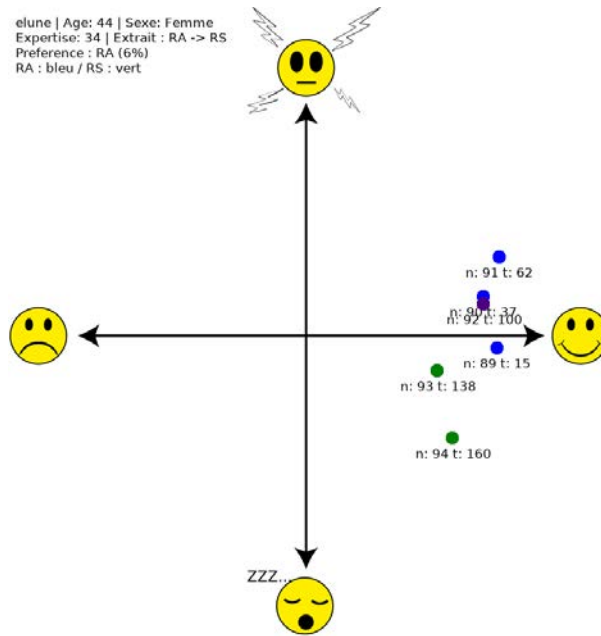 elune | Age: 44 | Sexe: Femme
Expertise: 34 | Extrait : RA -> RS
Preference : RA (6%)
RA : bleu / RS : vert
n: 91 t: 62
n: 90 t: 37
n: 92 t: 100
n: 89 t: 15
n: 93 t: 138
n: 94 t: 160
ZZZ...